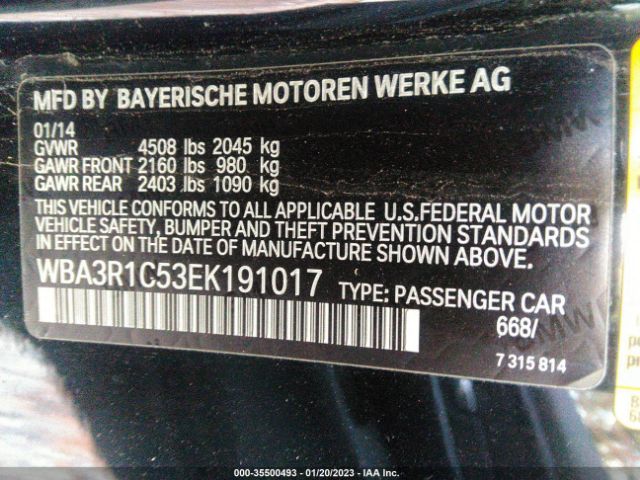 MFD BY BAYERISCHE MOTOREN WERKE AG
01/14
GVWR 4508 lbs 2045 kg
GAWR FRONT 2160 lbs 980 kg
GAWR REAR 2403 lbs 1090 kg
THIS VEHICLE CONFORMS TO ALL APPLICABLE U.S.FEDERAL MOTOR
VEHICLE SAFETY, BUMPER AND THEFT PREVENTION STANDARDS
IN EFFECT ON THE DATE OF MANUFACTURE SHOWN ABOVE.
WBA3R1C53EK191017 TYPE: PASSENGER CAR
668/
7 315 814
000-35500493 - 01/20/2023 - IAA Inc.